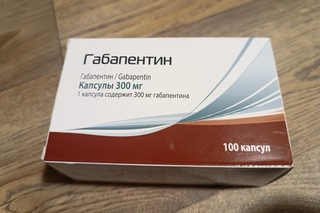 Габапентин
Габапентин / Gabapentin
Капсулы 300 мг
1 капсула содержит 300 мг габапентина
100 капсул